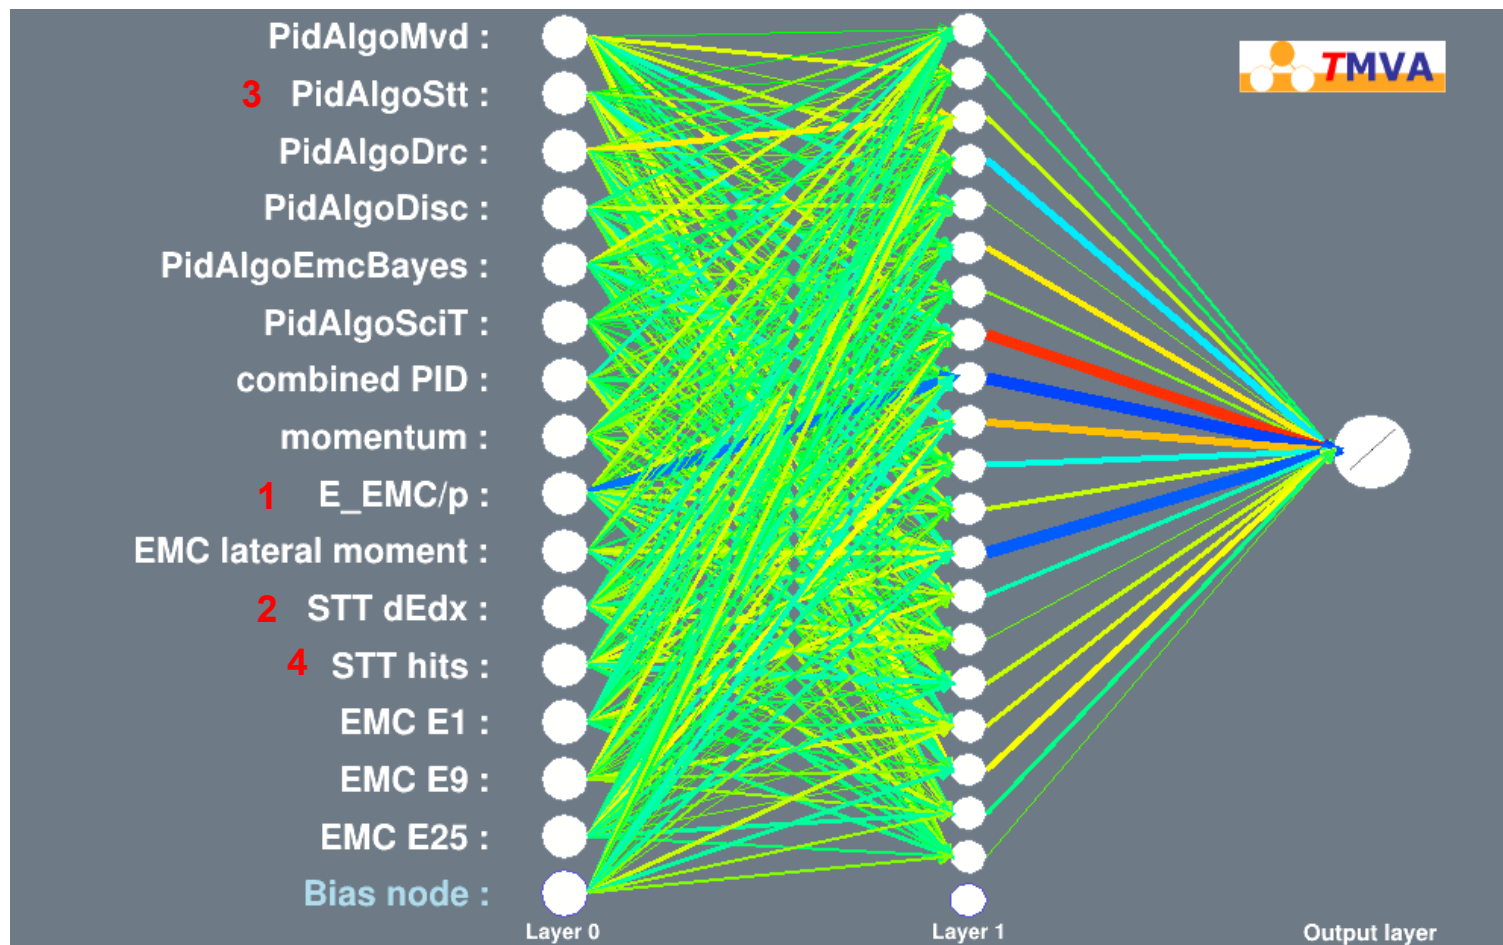 PidAlgoMvd :
TMVA
3 PidAlgoStt :
PidAlgoDrc :
PidAlgoDisc :
PidAlgoEmcBayes :
PidAlgoSciT :
combined PID :
momentum :
1 E_EMC/p :
EMC lateral moment :
2 STT dEdx :
4 STT hits :
EMC E1 :
EMC E9 :
EMC E25 :
Bias node :
Layer 0 Layer 1 Output layer